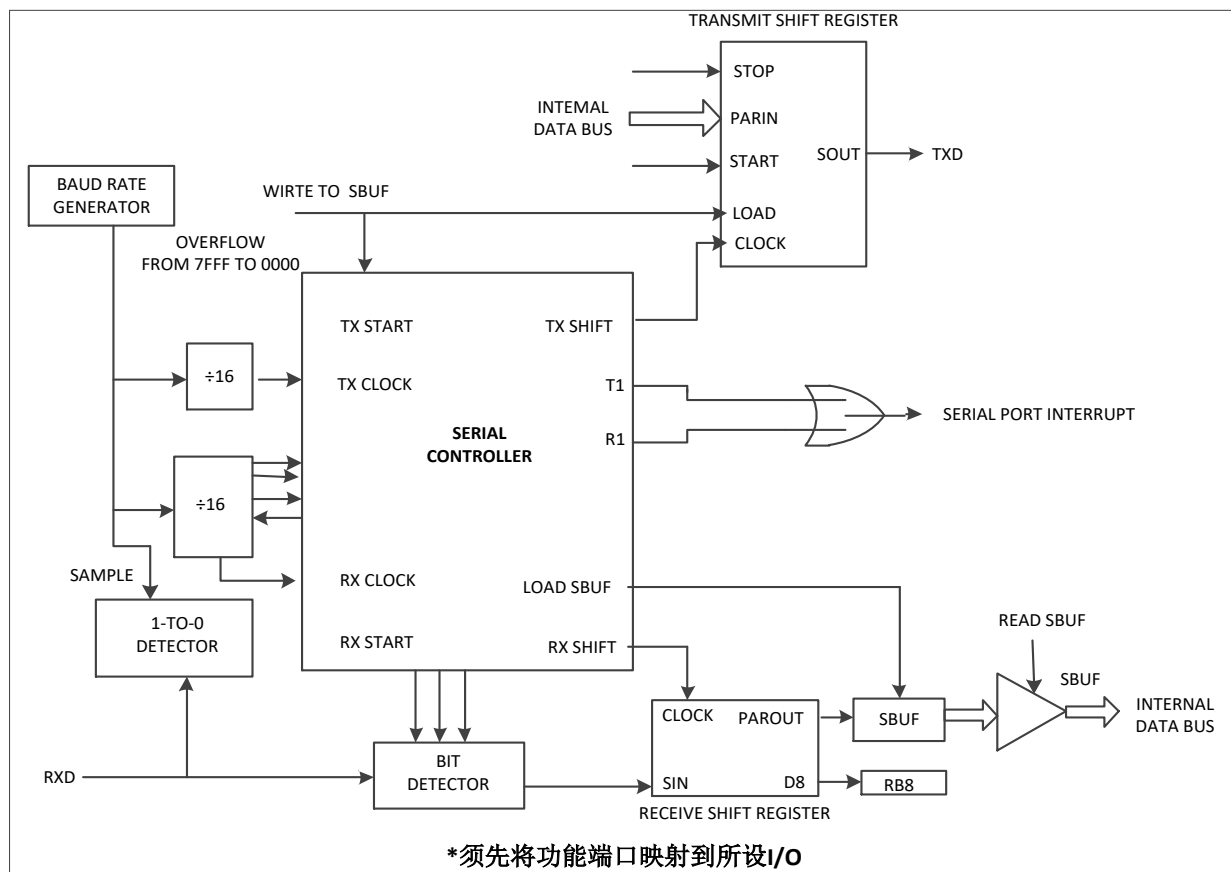 TRANSMIT SHIFT REGISTER
STOP
INTEMAL
DATA BUS
PARIN
START
SOUT
TXD
BAUD RATE
GENERATOR
WIRTE TO SBUF
LOAD
CLOCK
OVERFLOW
FROM 7FFF TO 0000
TX START
TX SHIFT
÷16
TX CLOCK
T1
SERIAL PORT INTERRUPT
R1
SERIAL
CONTROLLER
÷16
SAMPLE
RX CLOCK
LOAD SBUF
1-TO-0
DETECTOR
RX START
RX SHIFT
READ SBUF
SBUF
CLOCK
PAROUT
SBUF
INTERNAL
DATA BUS
RXD
BIT
DETECTOR
SIN
D8
RB8
RECEIVE SHIFT REGISTER
*须先将功能端口映射到所设I/O